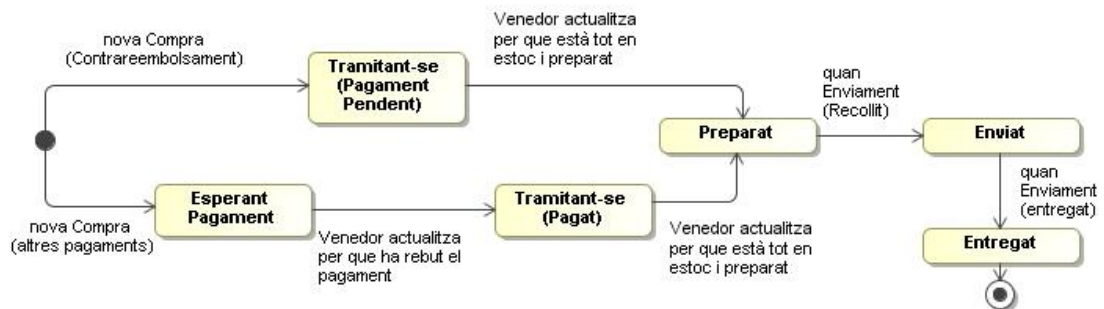 nova Compra
(Contrareembolsament)
Tramitant-se
(Pagament
Pendent)
Venedor actualitza
per que està tot en
estoc i preparat
nova Compra
(altres pagaments)
Esperant
Pagament
Venedor actualitza
per que ha rebut el
pagament
Tramitant-se
(Pagat)
Venedor actualitza
per que està tot en
estoc i preparat
Preparat
quan
Enviament
(Recollit)
Enviat
quan
Enviament
(entregat)
Entregat